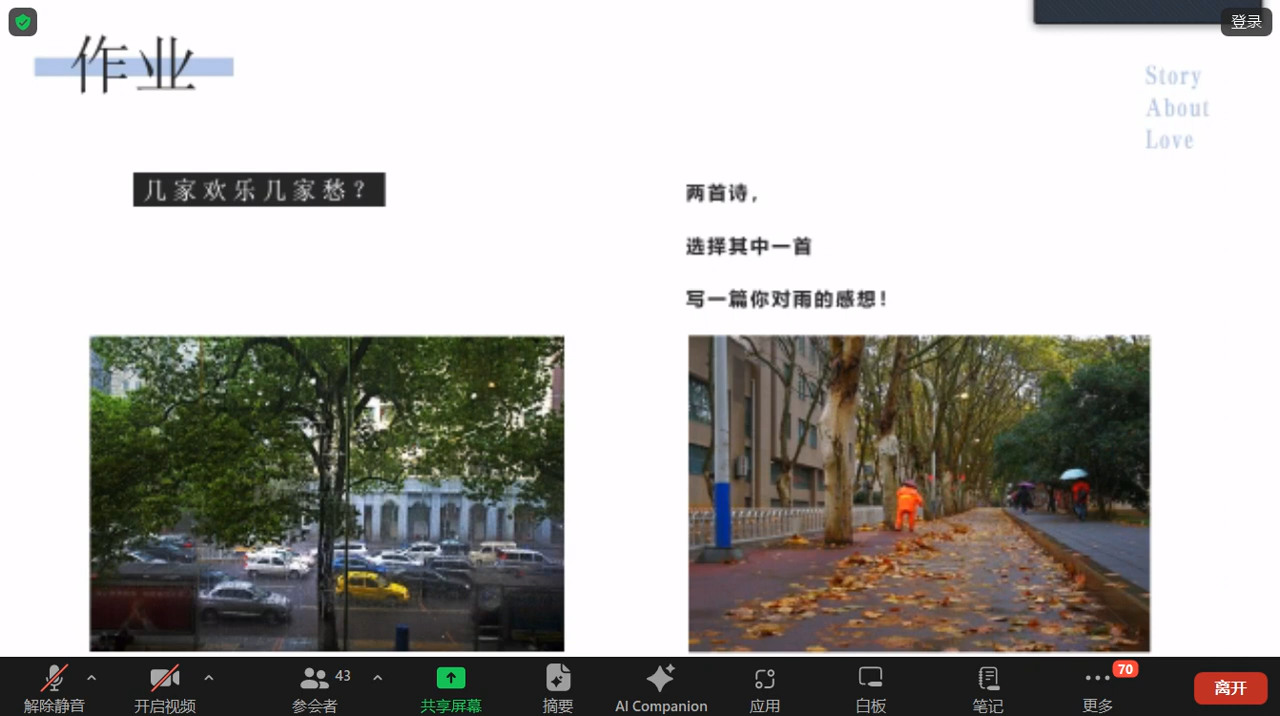 登录
作业
Story
About
Love
几家欢乐几家愁？
两首诗，
选择其中一首
写一篇你对雨的感想！
43
70
解除静音
开启视频
参会者
共享屏幕
摘要
AI Companion
应用
白板
笔记
更多
离开